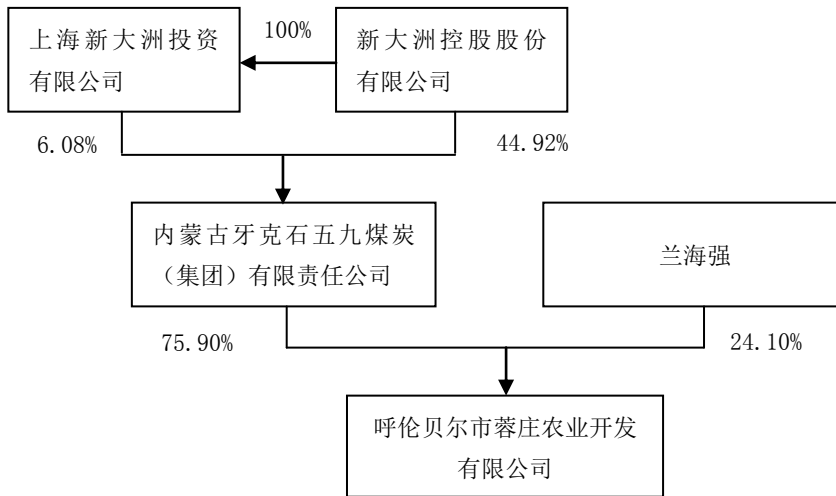 上海新大洲投资
有限公司
100%
新大洲控股股份
有限公司
6.08%
44.92%
内蒙古牙克石五九煤炭
（集团）有限责任公司
兰海强
75.90%
24.10%
呼伦贝尔市蓉庄农业开发
有限公司